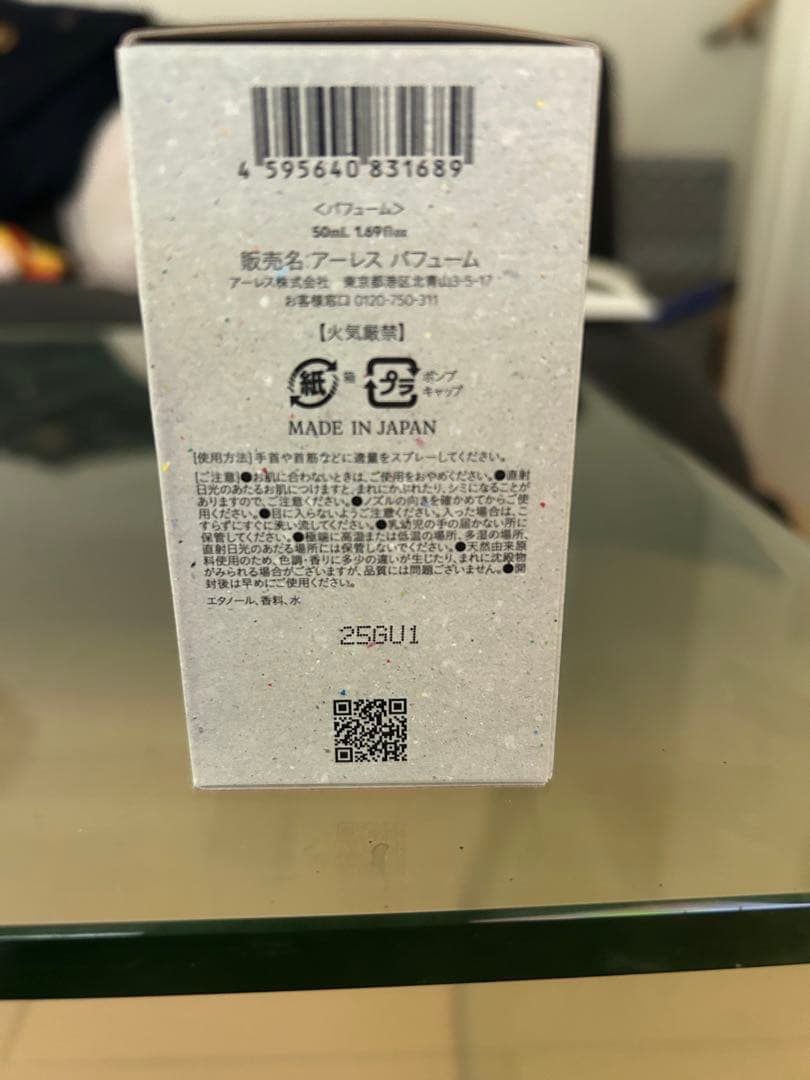 4 595640 831689
<パフューム>
50mL 1.69floz
販売名:アーレス パフューム
アーレス株式会社 東京都港区北青山3-5-17
お客様窓口 0120-750-311
【火気厳禁】
紙 箱 プラ ポンプ
キャップ
MADE IN JAPAN
[使用方法]手首や首筋などに適量をスプレーしてください。
[ご注意]●お肌に合わないときは、ご使用をおやめください。●直射
日光のあたるお肌につけますと、まれにかぶれたり、シミになることが
ありますので、ご注意ください。●ノズルの向きを確かめてからご使
用ください。●目に入らないようご注意ください。入った場合は、こ
すらずにすぐに洗い流してください。●乳幼児の手の届かない所に
保管してください。●極端に高温または低温の場所、多湿の場所、
直射日光のあたる場所には保管しないでください。●天然由来原
料使用のため、色調・香りに多少の違いが生じたり、まれに沈殿物
がみられる場合がございますが、品質には問題ございません。●開
封後は早めにご使用ください。
エタノール、香料、水
25GU1